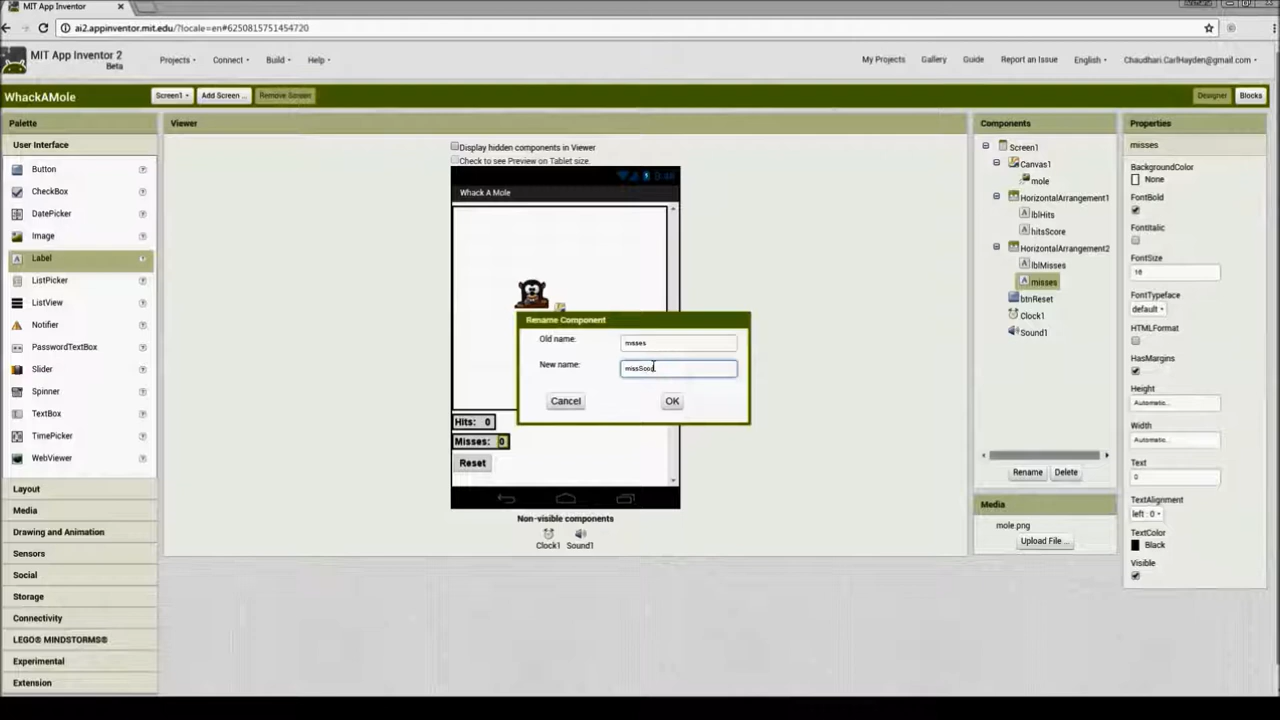 MIT App Inventor 2
ai2.appinventor.mit.edu/?locale=en#6250815751454720
MIT App Inventor 2
Beta
Projects
Connect
Build
Help
My Projects
Gallery
Guide
Report an Issue
English
Chaudhari.CarlHayden@gmail.com
WhackAMole
Screen1
Add Screen ...
Remove Screen
Designer
Blocks
Palette
User Interface
Button
CheckBox
DatePicker
Image
Label
ListPicker
ListView
Notifier
PasswordTextBox
Slider
Spinner
TextBox
TimePicker
WebViewer
Layout
Media
Drawing and Animation
Sensors
Social
Storage
Connectivity
LEGO® MINDSTORMS®
Experimental
Extension
Viewer
Display hidden components in Viewer
Check to see Preview on Tablet size.
Whack A Mole
Rename Component
Old name:
misses
New name:
Cancel
OK
Hits: 0
Misses: 0
Reset
Non-visible components
Clock1
Sound1
Components
Screen1
Canvas1
mole
HorizontalArrangement1
lblHits
hitsScore
HorizontalArrangement2
lblMisses
misses
btnReset
Clock1
Sound1
Rename
Delete
Media
mole.png
Upload File ...
Properties
misses
BackgroundColor
None
FontBold
FontItalic
FontSize
FontTypeface
default
HTMLFormat
HasMargins
Height
Automatic...
Width
Automatic...
Text
0
TextAlignment
left : 0
TextColor
Black
Visible